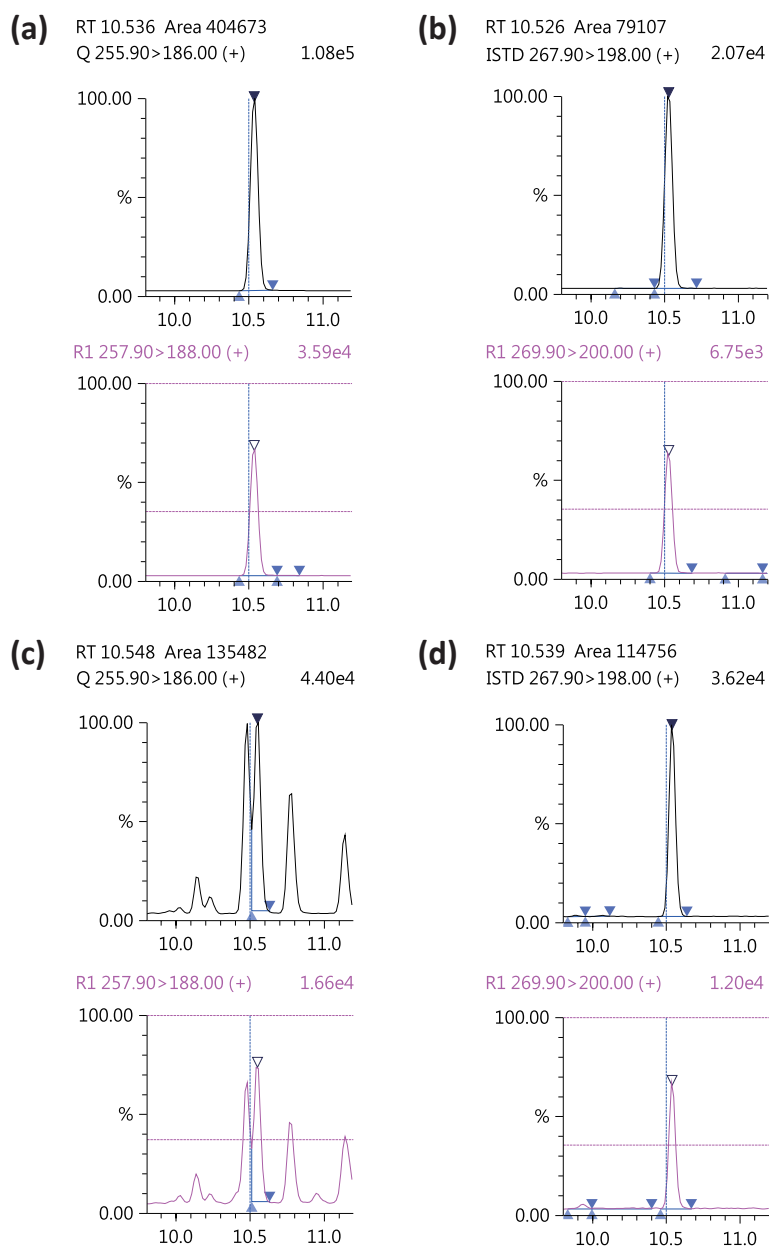 (a)
RT 10.536 Area 404673
Q 255.90>186.00 (+) 1.08e5
100.00
%
0.00
10.0 10.5 11.0
R1 257.90>188.00 (+) 3.59e4
100.00
%
0.00
10.0 10.5 11.0
(b)
RT 10.526 Area 79107
ISTD 267.90>198.00 (+) 2.07e4
100.00
%
0.00
10.0 10.5 11.0
R1 269.90>200.00 (+) 6.75e3
100.00
%
0.00
10.0 10.5 11.0
(c)
RT 10.548 Area 135482
Q 255.90>186.00 (+) 4.40e4
100.00
%
0.00
10.0 10.5 11.0
R1 257.90>188.00 (+) 1.66e4
100.00
%
0.00
10.0 10.5 11.0
(d)
RT 10.539 Area 114756
ISTD 267.90>198.00 (+) 3.62e4
100.00
%
0.00
10.0 10.5 11.0
R1 269.90>200.00 (+) 1.20e4
100.00
%
0.00
10.0 10.5 11.0